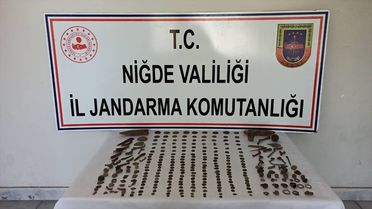 T.C.
NİĞDE VALİLİĞİ
İL JANDARMA KOMUTANLIĞI